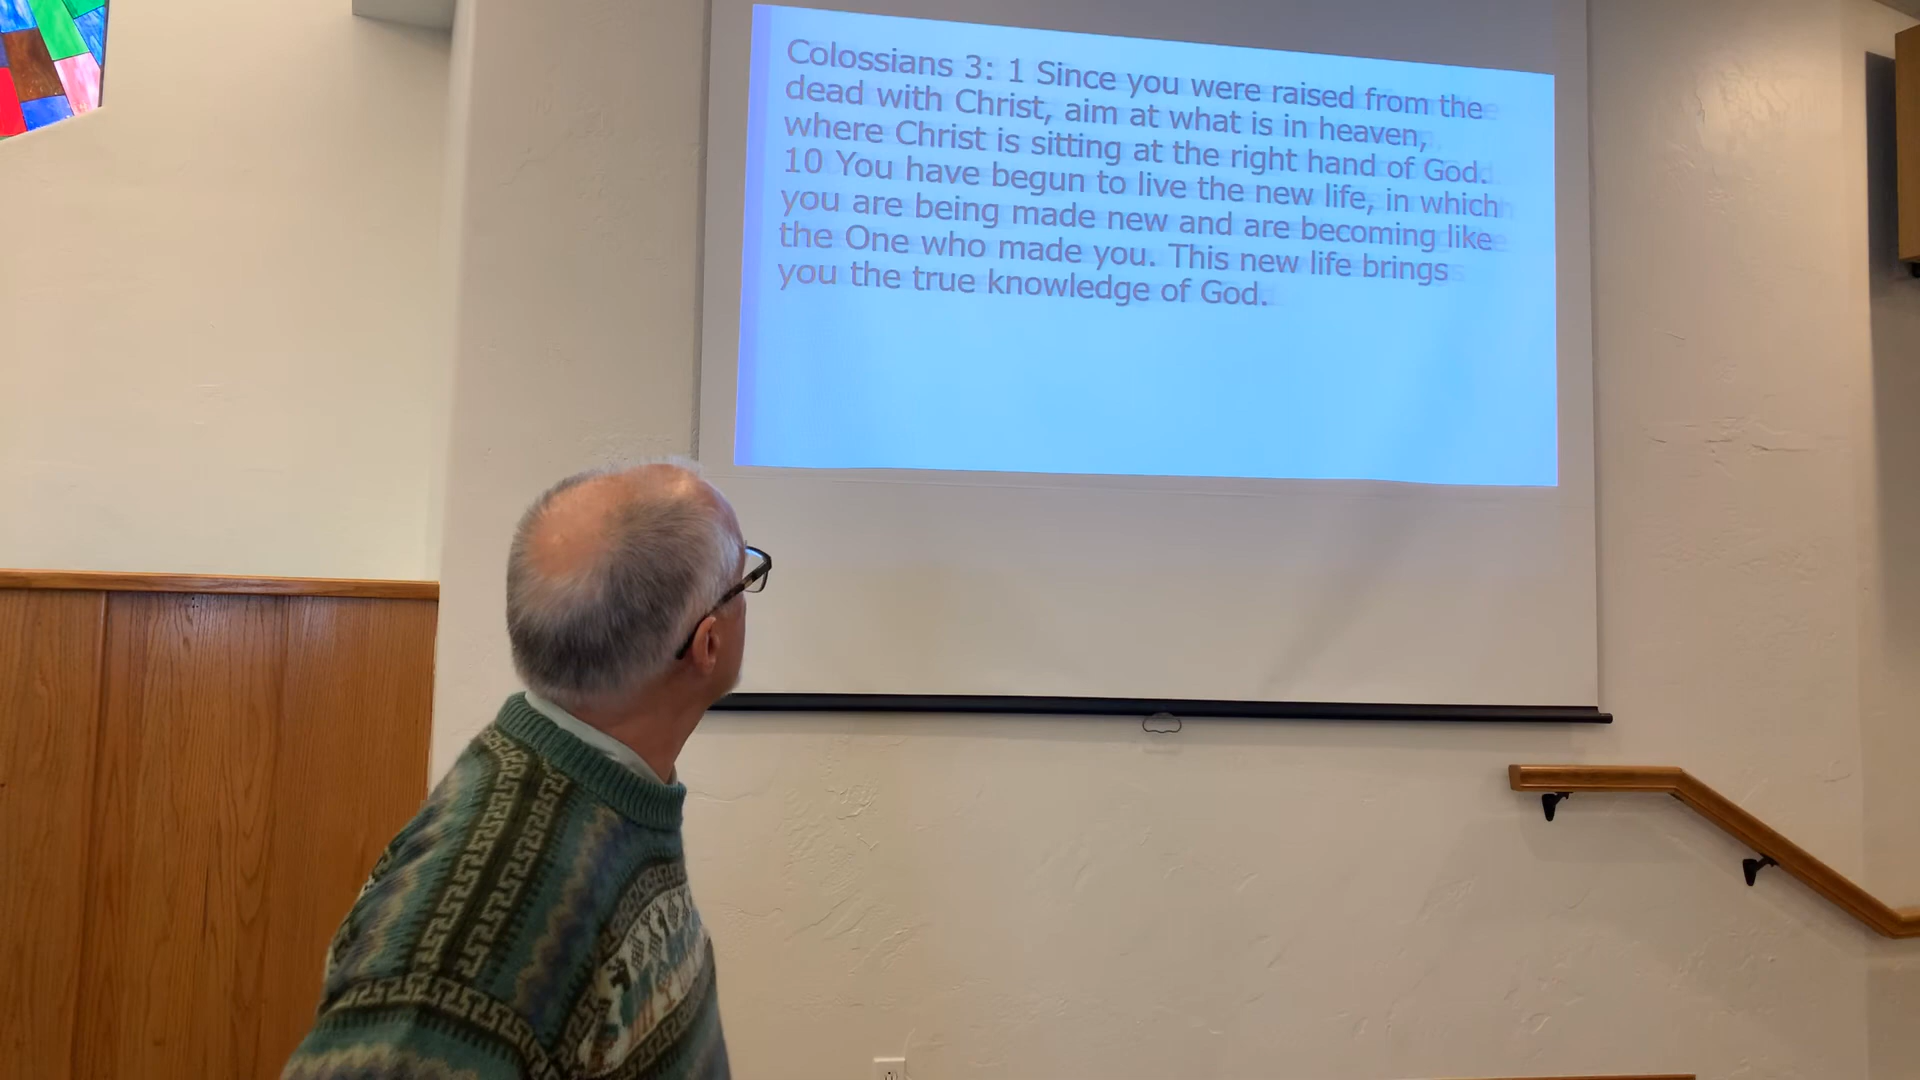 Colossians 3: 1 Since you were raised from the
dead with Christ, aim at what is in heaven,
where Christ is sitting at the right hand of God.
10 You have begun to live the new life, in which
you are being made new and are becoming like
the One who made you. This new life brings
you the true knowledge of God.